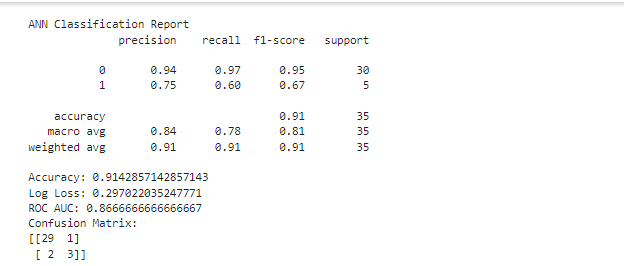 ANN Classification Report
precision recall f1-score support
0 0.94 0.97 0.95 30
1 0.75 0.60 0.67 5
accuracy 0.91 35
macro avg 0.84 0.78 0.81 35
weighted avg 0.91 0.91 0.91 35
Accuracy: 0.9142857142857143
Log Loss: 0.297022035247771
ROC AUC: 0.8666666666666667
Confusion Matrix:
[[29 1]
[ 2 3]]